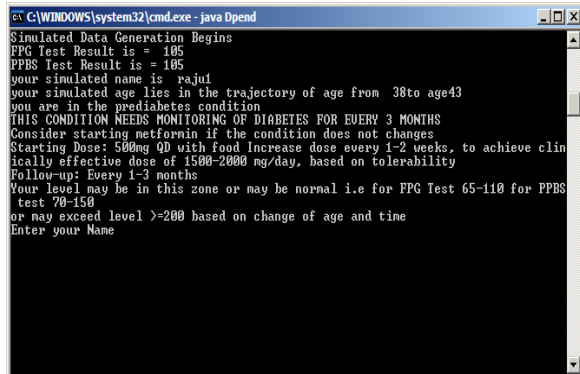 C:\WINDOWS\system32\cmd.exe - java Dpend
Simulated Data Generation Begins
FPG Test Result is =  105
PPBS Test Result is = 105
your simulated name is  raju1
your simulated age lies in the trajectory of age from  38to age43
you are in the prediabetes condition
THIS CONDITION NEEDS MONITORING OF DIABETES FOR EVERY 3 MONTHS
Consider starting metformin if the condition does not changes
Starting Dose: 500mg QD with food Increase dose every 1-2 weeks, to achieve clin
ically effective dose of 1500-2000 mg/day, based on tolerability
Follow-up: Every 1-3 months
Your level may be in this zone or may be normal i.e for FPG Test 65-110 for PPBS
 test 70-150
or may exceed level >=200 based on change of age and time
Enter your Name